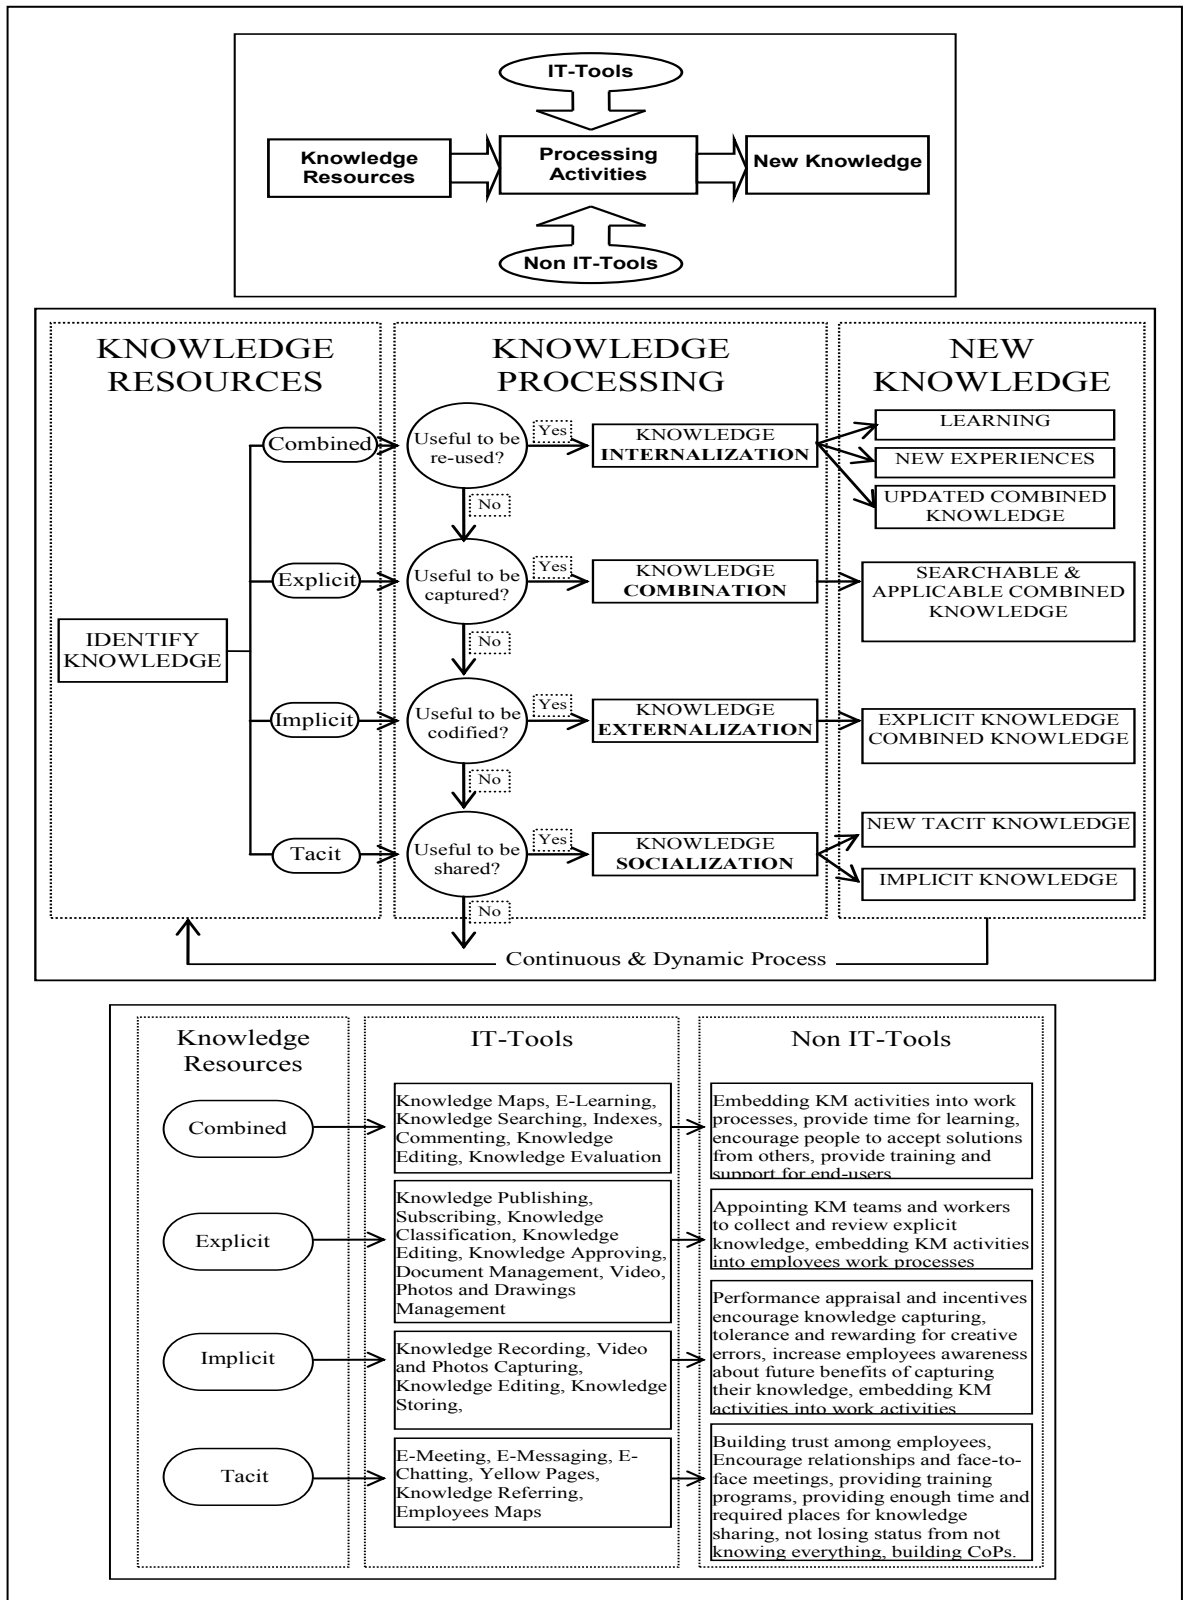 IT-Tools
Knowledge
Resources
Processing
Activities
New Knowledge
Non IT-Tools
KNOWLEDGE
RESOURCES
KNOWLEDGE
PROCESSING
NEW
KNOWLEDGE
IDENTIFY
KNOWLEDGE
Combined
Useful to be
re-used?
Yes
KNOWLEDGE
INTERNALIZATION
LEARNING
NEW EXPERIENCES
UPDATED COMBINED
KNOWLEDGE
No
Explicit
Useful to be
captured?
Yes
KNOWLEDGE
COMBINATION
SEARCHABLE &
APPLICABLE COMBINED
KNOWLEDGE
No
Implicit
Useful to be
codified?
Yes
KNOWLEDGE
EXTERNALIZATION
EXPLICIT KNOWLEDGE
COMBINED KNOWLEDGE
No
Tacit
Useful to be
shared?
Yes
KNOWLEDGE
SOCIALIZATION
NEW TACIT KNOWLEDGE
IMPLICIT KNOWLEDGE
No
Continuous & Dynamic Process
Knowledge
Resources
IT-Tools
Non IT-Tools
Combined
Knowledge Maps, E-Learning,
Knowledge Searching, Indexes,
Commenting, Knowledge
Editing, Knowledge Evaluation
Embedding KM activities into work
processes, provide time for learning,
encourage people to accept solutions
from others, provide training and
support for end-users
Explicit
Knowledge Publishing,
Subscribing, Knowledge
Classification, Knowledge
Editing, Knowledge Approving,
Document Management, Video,
Photos and Drawings
Management
Appointing KM teams and workers
to collect and review explicit
knowledge, embedding KM activities
into employees work processes
Implicit
Knowledge Recording, Video
and Photos Capturing,
Knowledge Editing, Knowledge
Storing,
Performance appraisal and incentives
encourage knowledge capturing,
tolerance and rewarding for creative
errors, increase employees awareness
about future benefits of capturing
their knowledge, embedding KM
activities into work activities
Tacit
E-Meeting, E-Messaging, E-
Chatting, Yellow Pages,
Knowledge Referring,
Employees Maps
Building trust among employees,
Encourage relationships and face-to-
face meetings, providing training
programs, providing enough time and
required places for knowledge
sharing, not losing status from not
knowing everything, building CoPs.